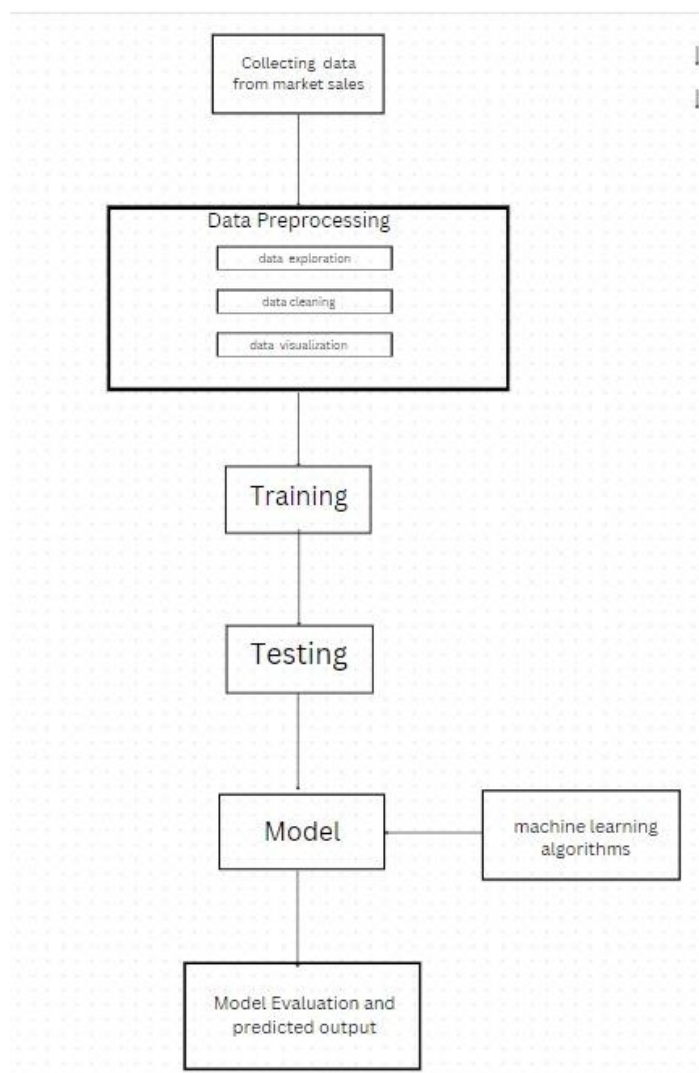 Collecting data
from market sales
Data Preprocessing
data exploration
data cleaning
data visualization
Training
Testing
Model
machine learning
algorithms
Model Evaluation and
predicted output